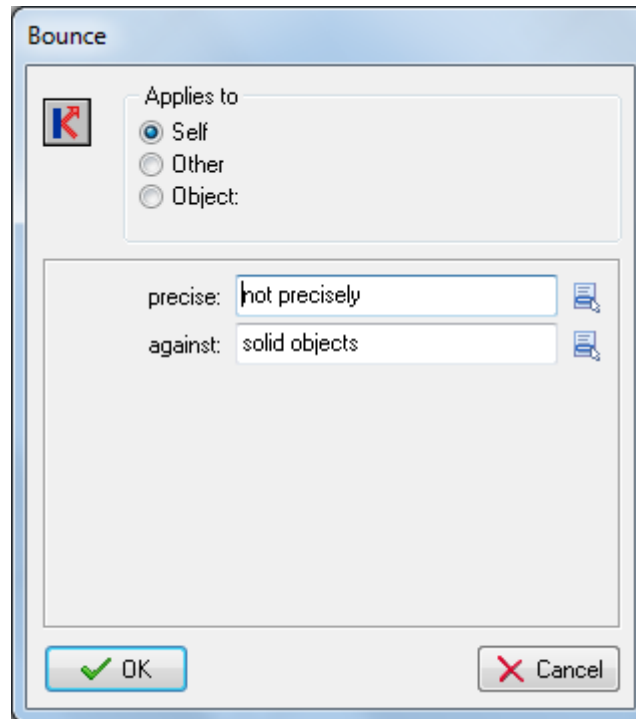 Bounce
Applies to
Self
Other
Object:
precise: not precisely
against: solid objects
OK
Cancel